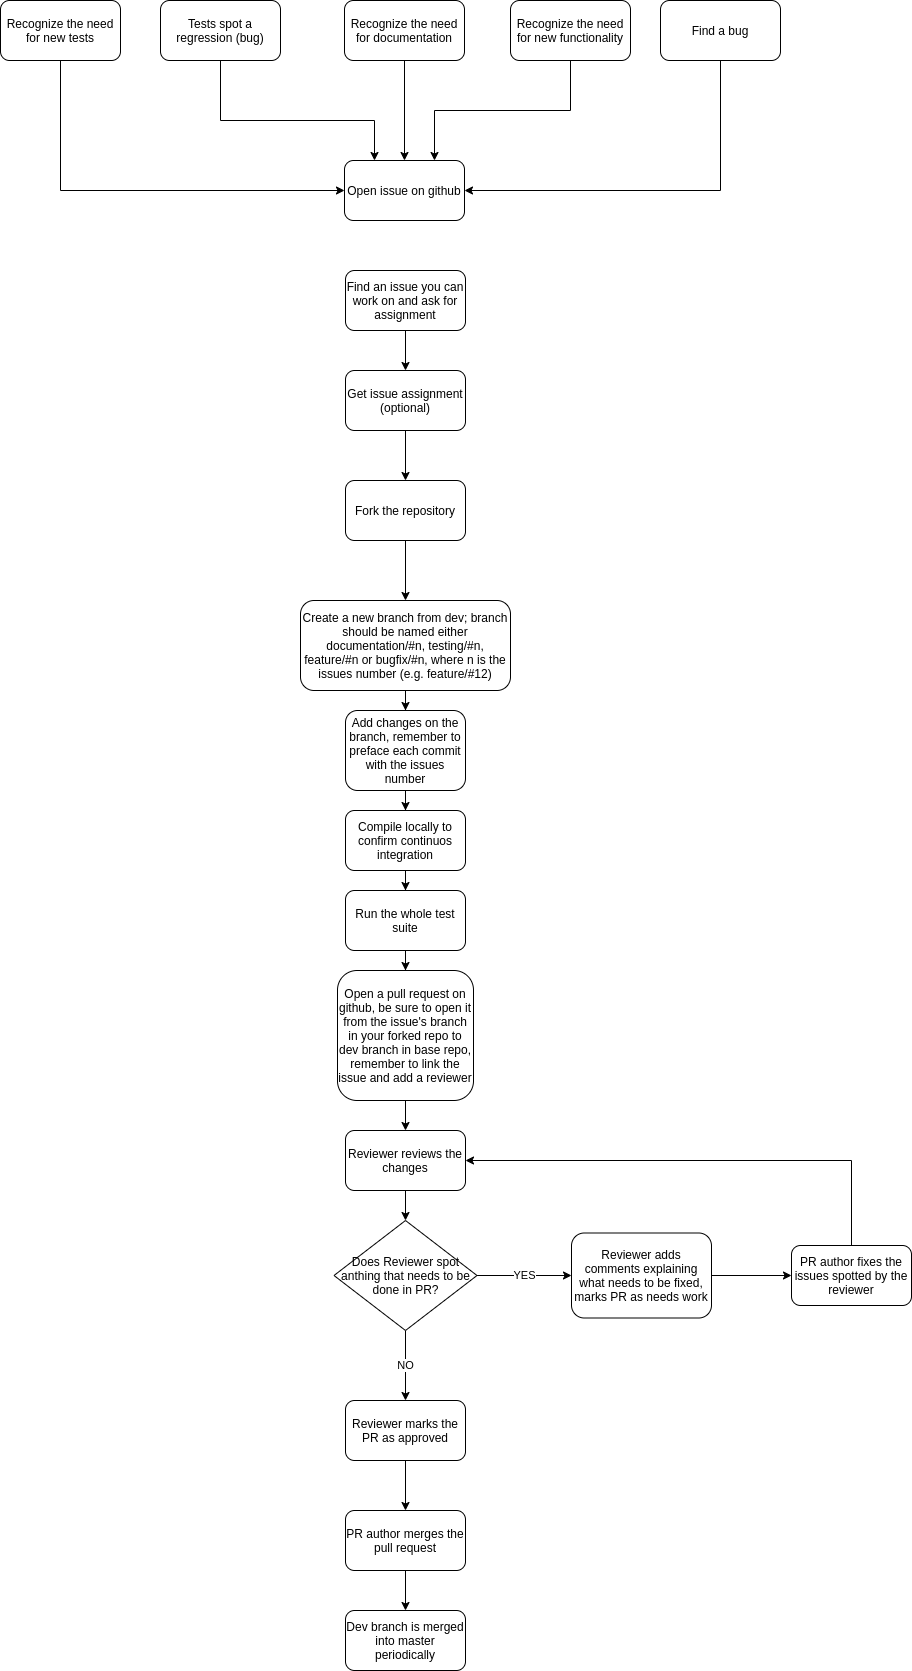 Recognize the need
for new tests
Tests spot a
regression (bug)
Recognize the need
for documentation
Recognize the need
for new functionality
Find a bug
Open issue on github
Find an issue you can
work on and ask for
assignment
Get issue assignment
(optional)
Fork the repository
Create a new branch from dev; branch
should be named either
documentation/#n, testing/#n,
feature/#n or bugfix/#n, where n is the
issues number (e.g. feature/#12)
Add changes on the
branch, remember to
preface each commit
with the issues
number
Compile locally to
confirm continuos
integration
Run the whole test
suite
Open a pull request on
github, be sure to open it
from the issue's branch
in your forked repo to
dev branch in base repo,
remember to link the
issue and add a reviewer
Reviewer reviews the
changes
Does Reviewer spot
anthing that needs to be
done in PR?
YES
Reviewer adds
comments explaining
what needs to be fixed,
marks PR as needs work
PR author fixes the
issues spotted by the
reviewer
NO
Reviewer marks the
PR as approved
PR author merges the
pull request
Dev branch is merged
into master
periodically